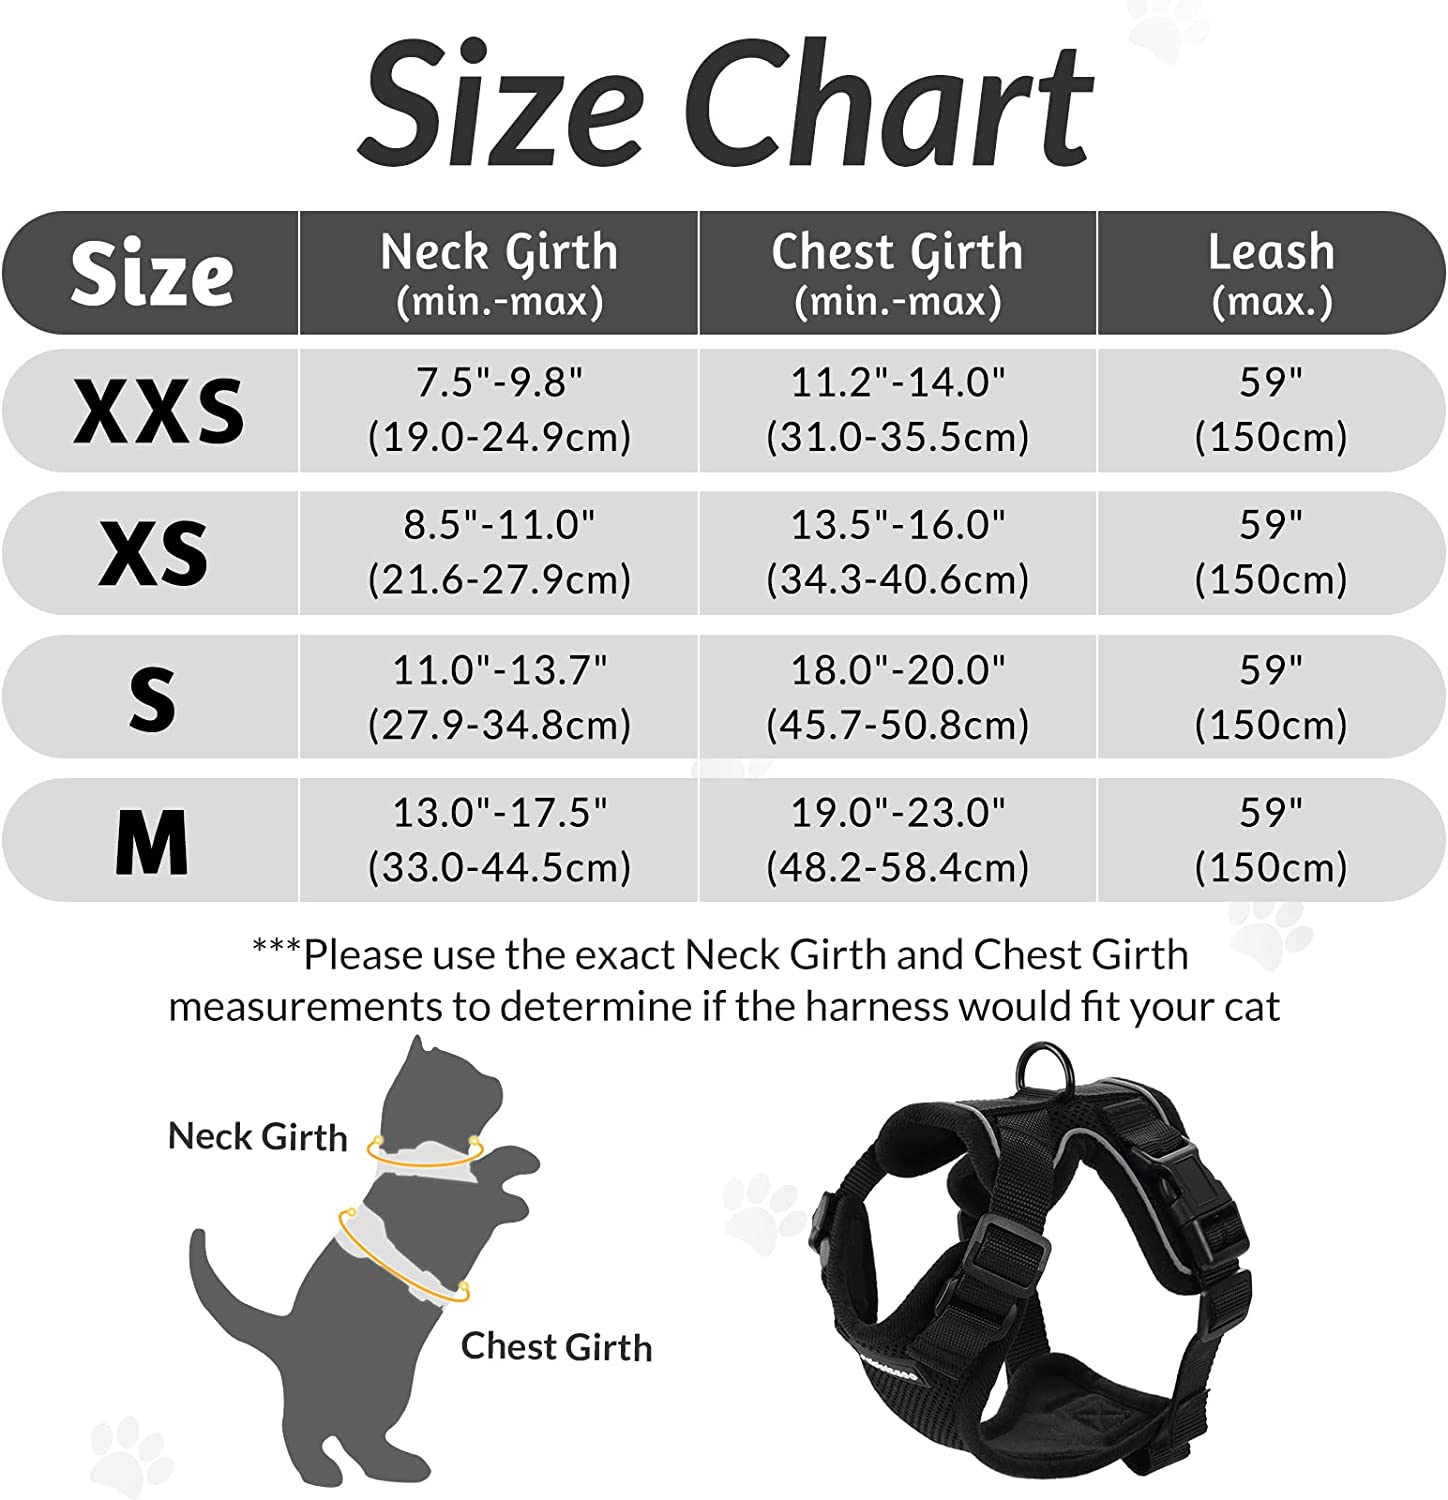 Size Chart
Size Neck Girth Chest Girth Leash
(min.-max) (min.-max) (max.)
XXS 7.5"-9.8" 11.2"-14.0" 59"
(19.0-24.9cm) (31.0-35.5cm) (150cm)
XS 8.5"-11.0" 13.5"-16.0" 59"
(21.6-27.9cm) (34.3-40.6cm) (150cm)
S 11.0"-13.7" 18.0"-20.0" 59"
(27.9-34.8cm) (45.7-50.8cm) (150cm)
M 13.0"-17.5" 19.0"-23.0" 59"
(33.0-44.5cm) (48.2-58.4cm) (150cm)
***Please use the exact Neck Girth and Chest Girth
measurements to determine if the harness would fit your cat
Neck Girth
Chest Girth